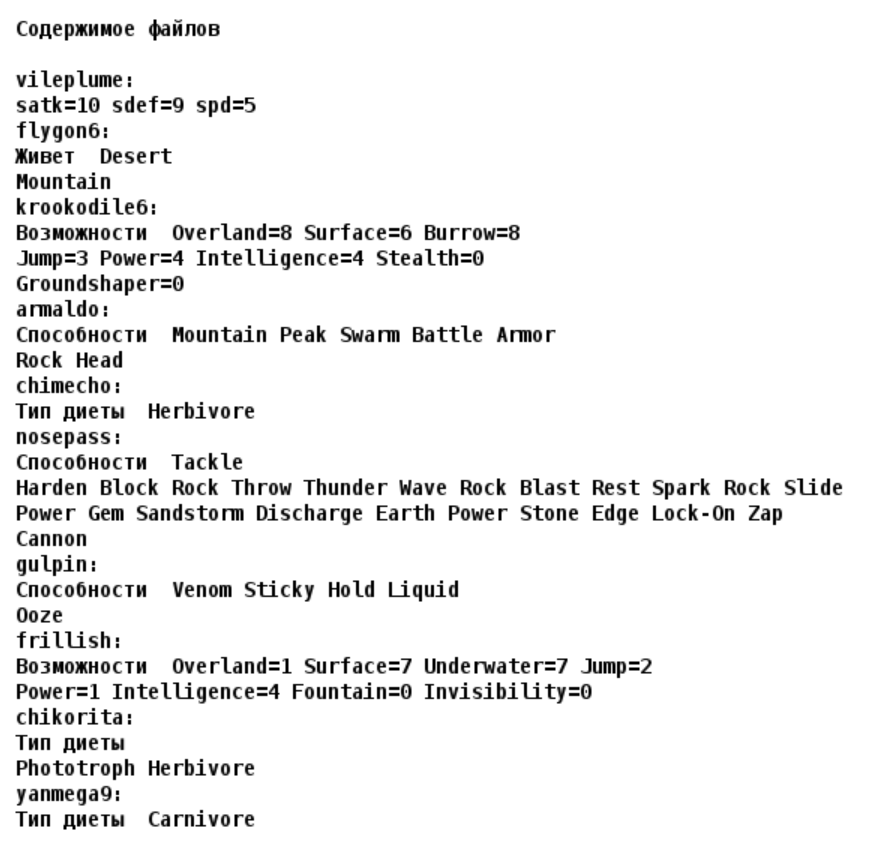 Содержимое файлов
vileplume:
satk=10 sdef=9 spd=5
flygon6:
Живет  Desert
Mountain
krookodile6:
Возможности  Overland=8 Surface=6 Burrow=8
Jump=3 Power=4 Intelligence=4 Stealth=0
Groundshaper=0
armaldo:
Способности  Mountain Peak Swarm Battle Armor
Rock Head
chimecho:
Тип диеты  Herbivore
nosepass:
Способности  Tackle
Harden Block Rock Throw Thunder Wave Rock Blast Rest Spark Rock Slide
Power Gem Sandstorm Discharge Earth Power Stone Edge Lock-On Zap
Cannon
gulpin:
Способности  Venom Sticky Hold Liquid
Ooze
frillish:
Возможности  Overland=1 Surface=7 Underwater=7 Jump=2
Power=1 Intelligence=4 Fountain=0 Invisibility=0
chikorita:
Тип диеты
Phototroph Herbivore
yanmega9:
Тип диеты  Carnivore